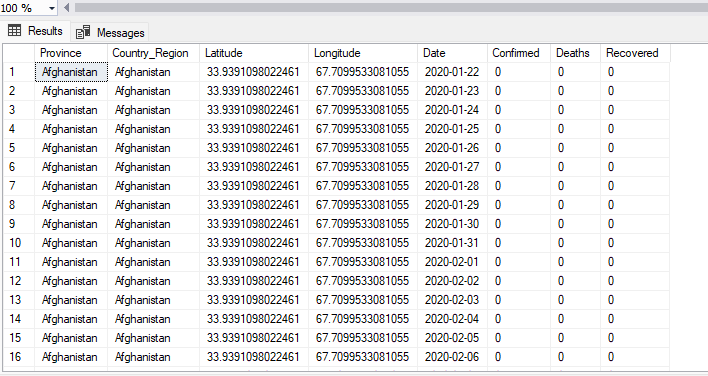 100 %
Results Messages
Province Country_Region Latitude Longitude Date Confirmed Deaths Recovered
1 Afghanistan Afghanistan 33.9391098022461 67.7099533081055 2020-01-22 0 0 0
2 Afghanistan Afghanistan 33.9391098022461 67.7099533081055 2020-01-23 0 0 0
3 Afghanistan Afghanistan 33.9391098022461 67.7099533081055 2020-01-24 0 0 0
4 Afghanistan Afghanistan 33.9391098022461 67.7099533081055 2020-01-25 0 0 0
5 Afghanistan Afghanistan 33.9391098022461 67.7099533081055 2020-01-26 0 0 0
6 Afghanistan Afghanistan 33.9391098022461 67.7099533081055 2020-01-27 0 0 0
7 Afghanistan Afghanistan 33.9391098022461 67.7099533081055 2020-01-28 0 0 0
8 Afghanistan Afghanistan 33.9391098022461 67.7099533081055 2020-01-29 0 0 0
9 Afghanistan Afghanistan 33.9391098022461 67.7099533081055 2020-01-30 0 0 0
10 Afghanistan Afghanistan 33.9391098022461 67.7099533081055 2020-01-31 0 0 0
11 Afghanistan Afghanistan 33.9391098022461 67.7099533081055 2020-02-01 0 0 0
12 Afghanistan Afghanistan 33.9391098022461 67.7099533081055 2020-02-02 0 0 0
13 Afghanistan Afghanistan 33.9391098022461 67.7099533081055 2020-02-03 0 0 0
14 Afghanistan Afghanistan 33.9391098022461 67.7099533081055 2020-02-04 0 0 0
15 Afghanistan Afghanistan 33.9391098022461 67.7099533081055 2020-02-05 0 0 0
16 Afghanistan Afghanistan 33.9391098022461 67.7099533081055 2020-02-06 0 0 0